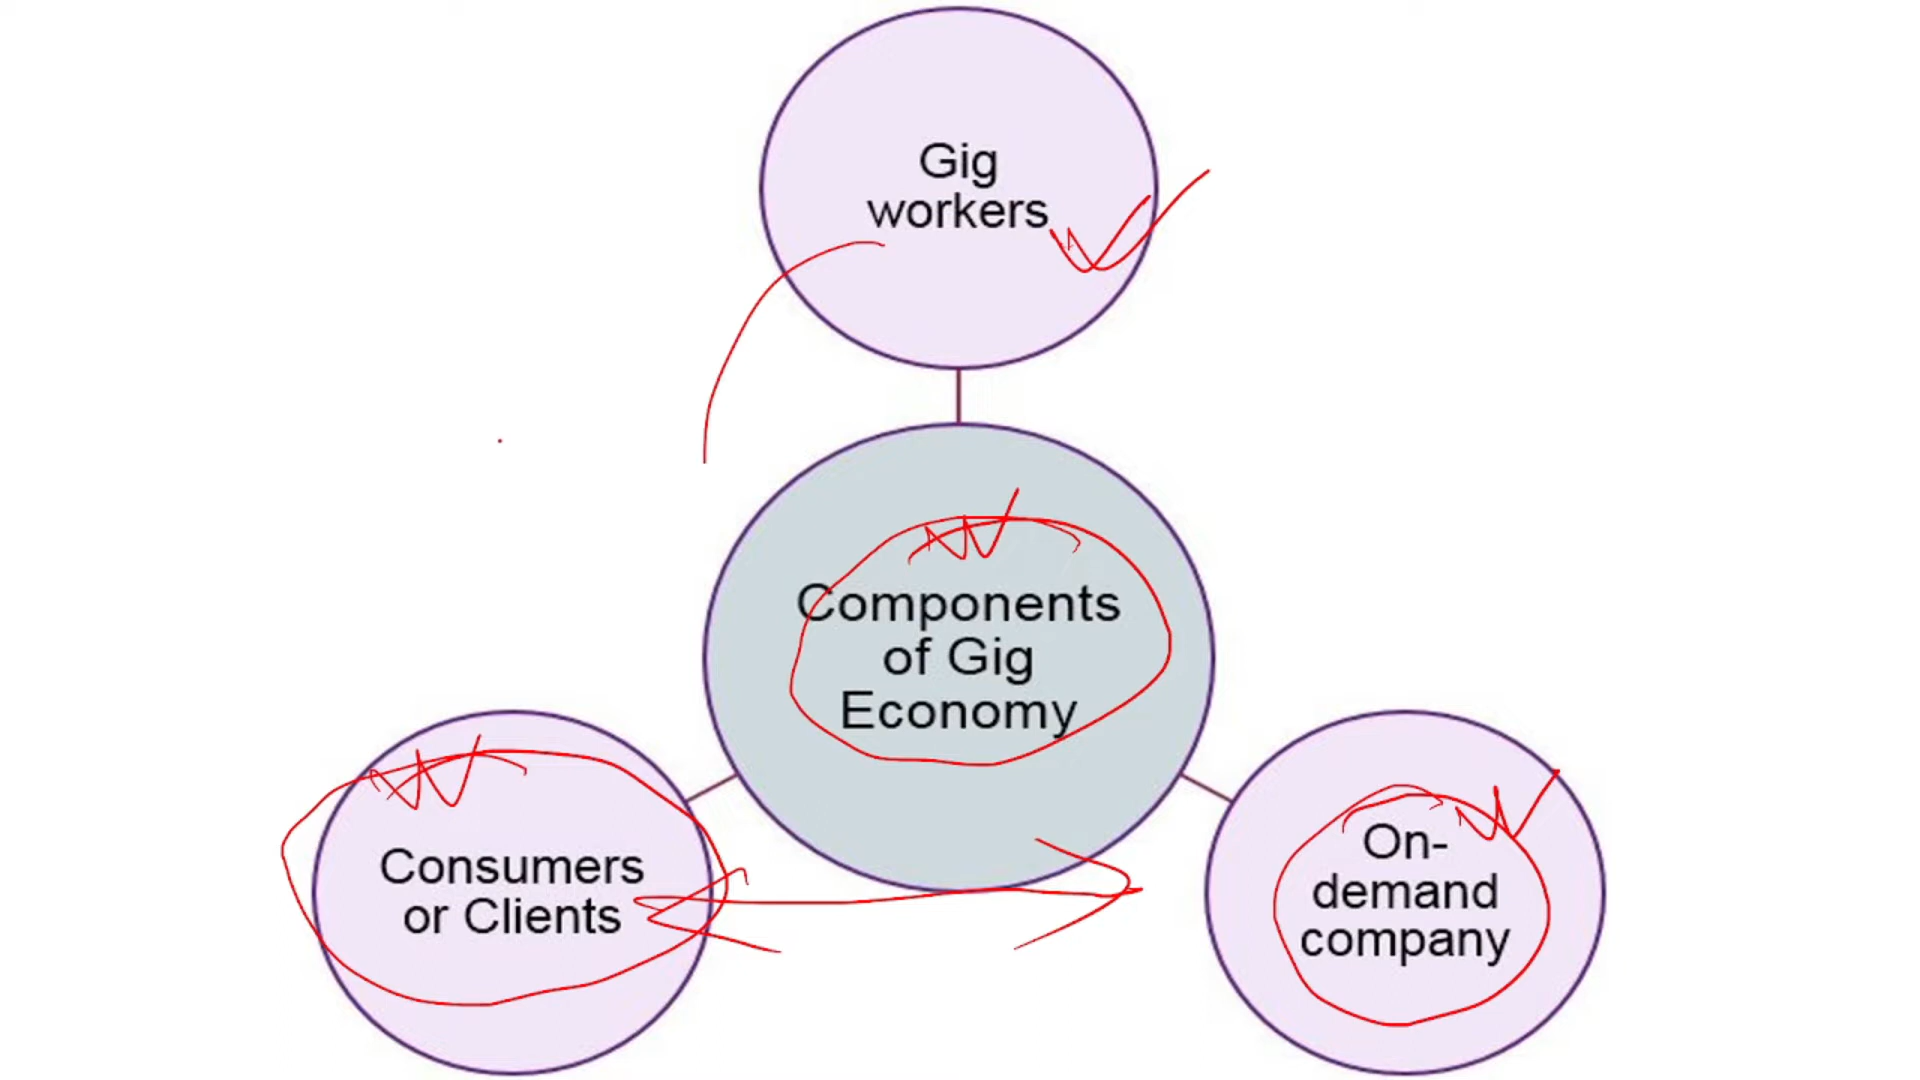 Gig
workers
Components
of Gig
Economy
Consumers
or Clients
On-
demand
company